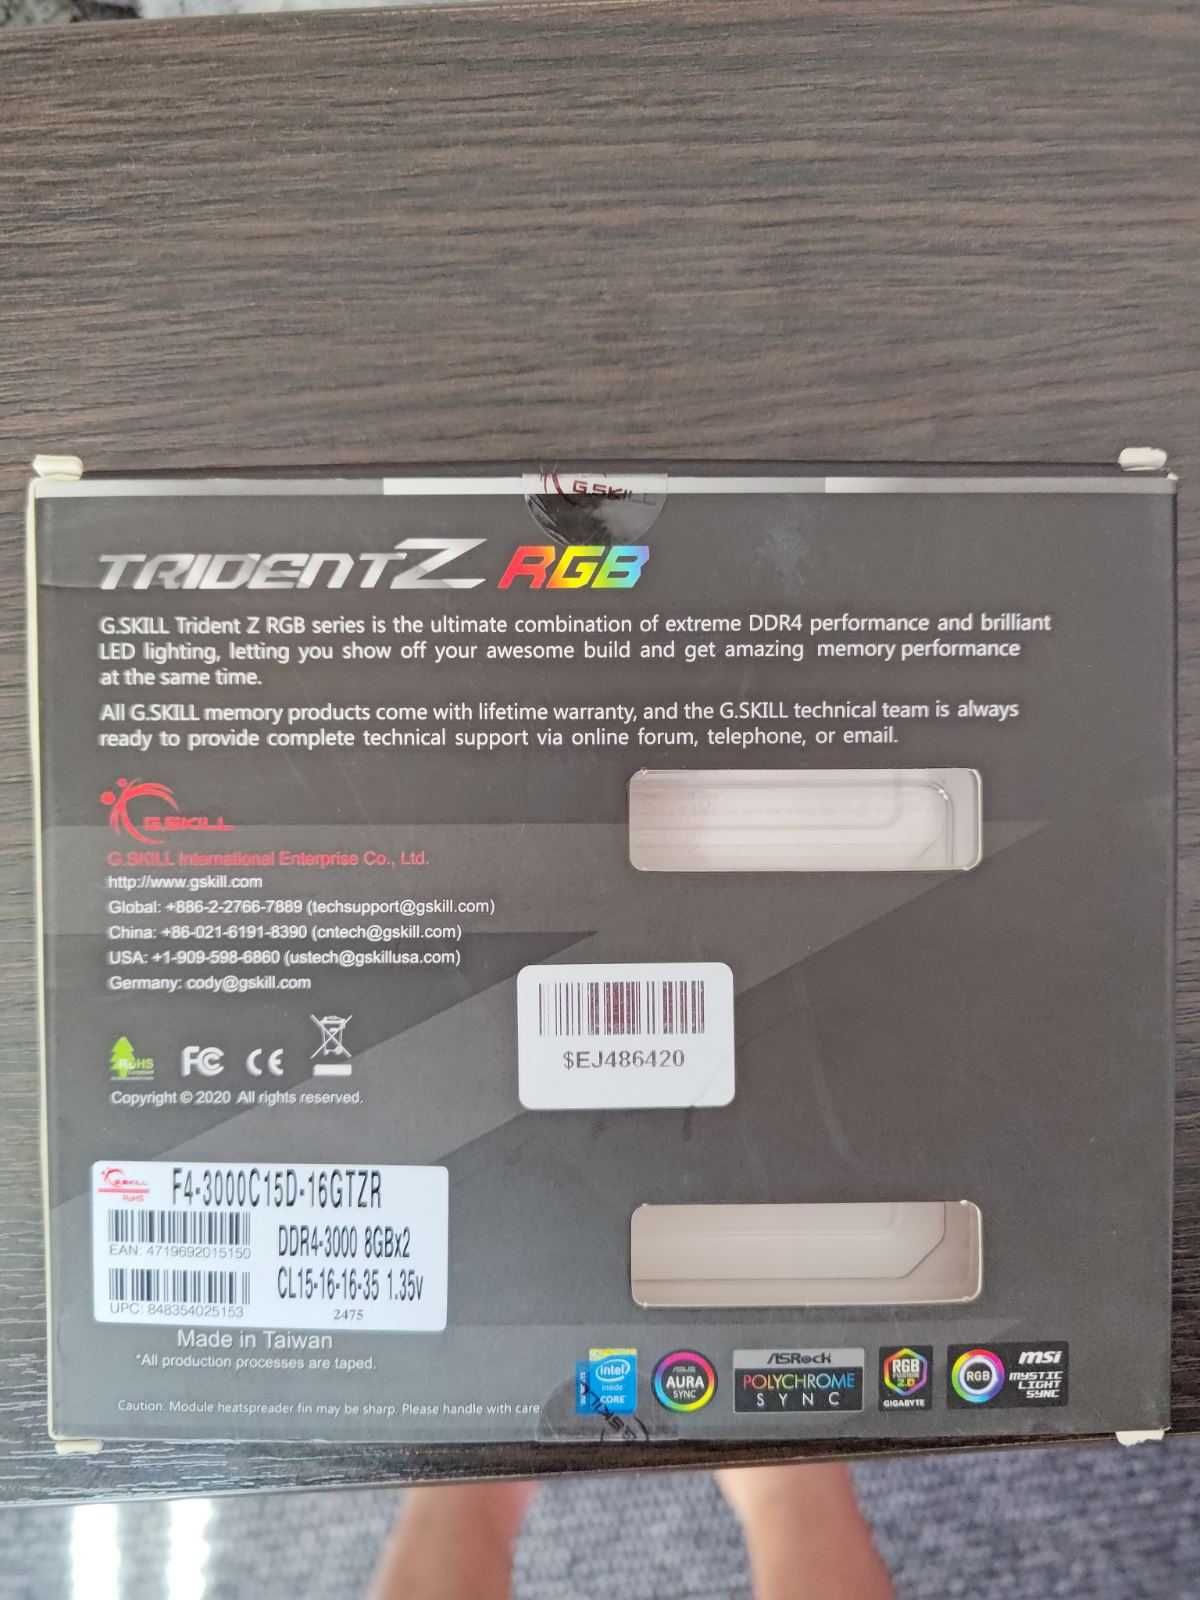 G.SKILL
TRIDENTZ RGB
G.SKILL Trident Z RGB series is the ultimate combination of extreme DDR4 performance and brilliant
LED lighting, letting you show off your awesome build and get amazing memory performance
at the same time.
All G.SKILL memory products come with lifetime warranty, and the G.SKILL technical team is always
ready to provide complete technical support via online forum, telephone, or email.
G.SKILL
G.SKILL International Enterprise Co., Ltd.
http://www.gskill.com
Global: +886-2-2766-7889 (techsupport@gskill.com)
China: +86-021-6191-8390 (cntech@gskill.com)
USA: +1-909-598-6860 (ustech@gskillusa.com)
Germany: cody@gskill.com
$EJ486420
RoHS
FC CE
Copyright © 2020 All rights reserved.
G.SKILL
RoHS
F4-3000C15D-16GTZR
DDR4-3000 8GBx2
EAN: 4719692015150
CL15-16-16-35 1.35v
UPC: 848354025153
2475
Made in Taiwan
*All production processes are taped.
Caution: Module heatspreader fin may be sharp. Please handle with care.
intel
inside
CORE
ASUS
AURA
SYNC
ASRock
POLYCHROME
SYNC
RGB
FUSION
2.0
GIGABYTE
RGB
msi
MYSTIC
LIGHT
SYNC
G.SKILL